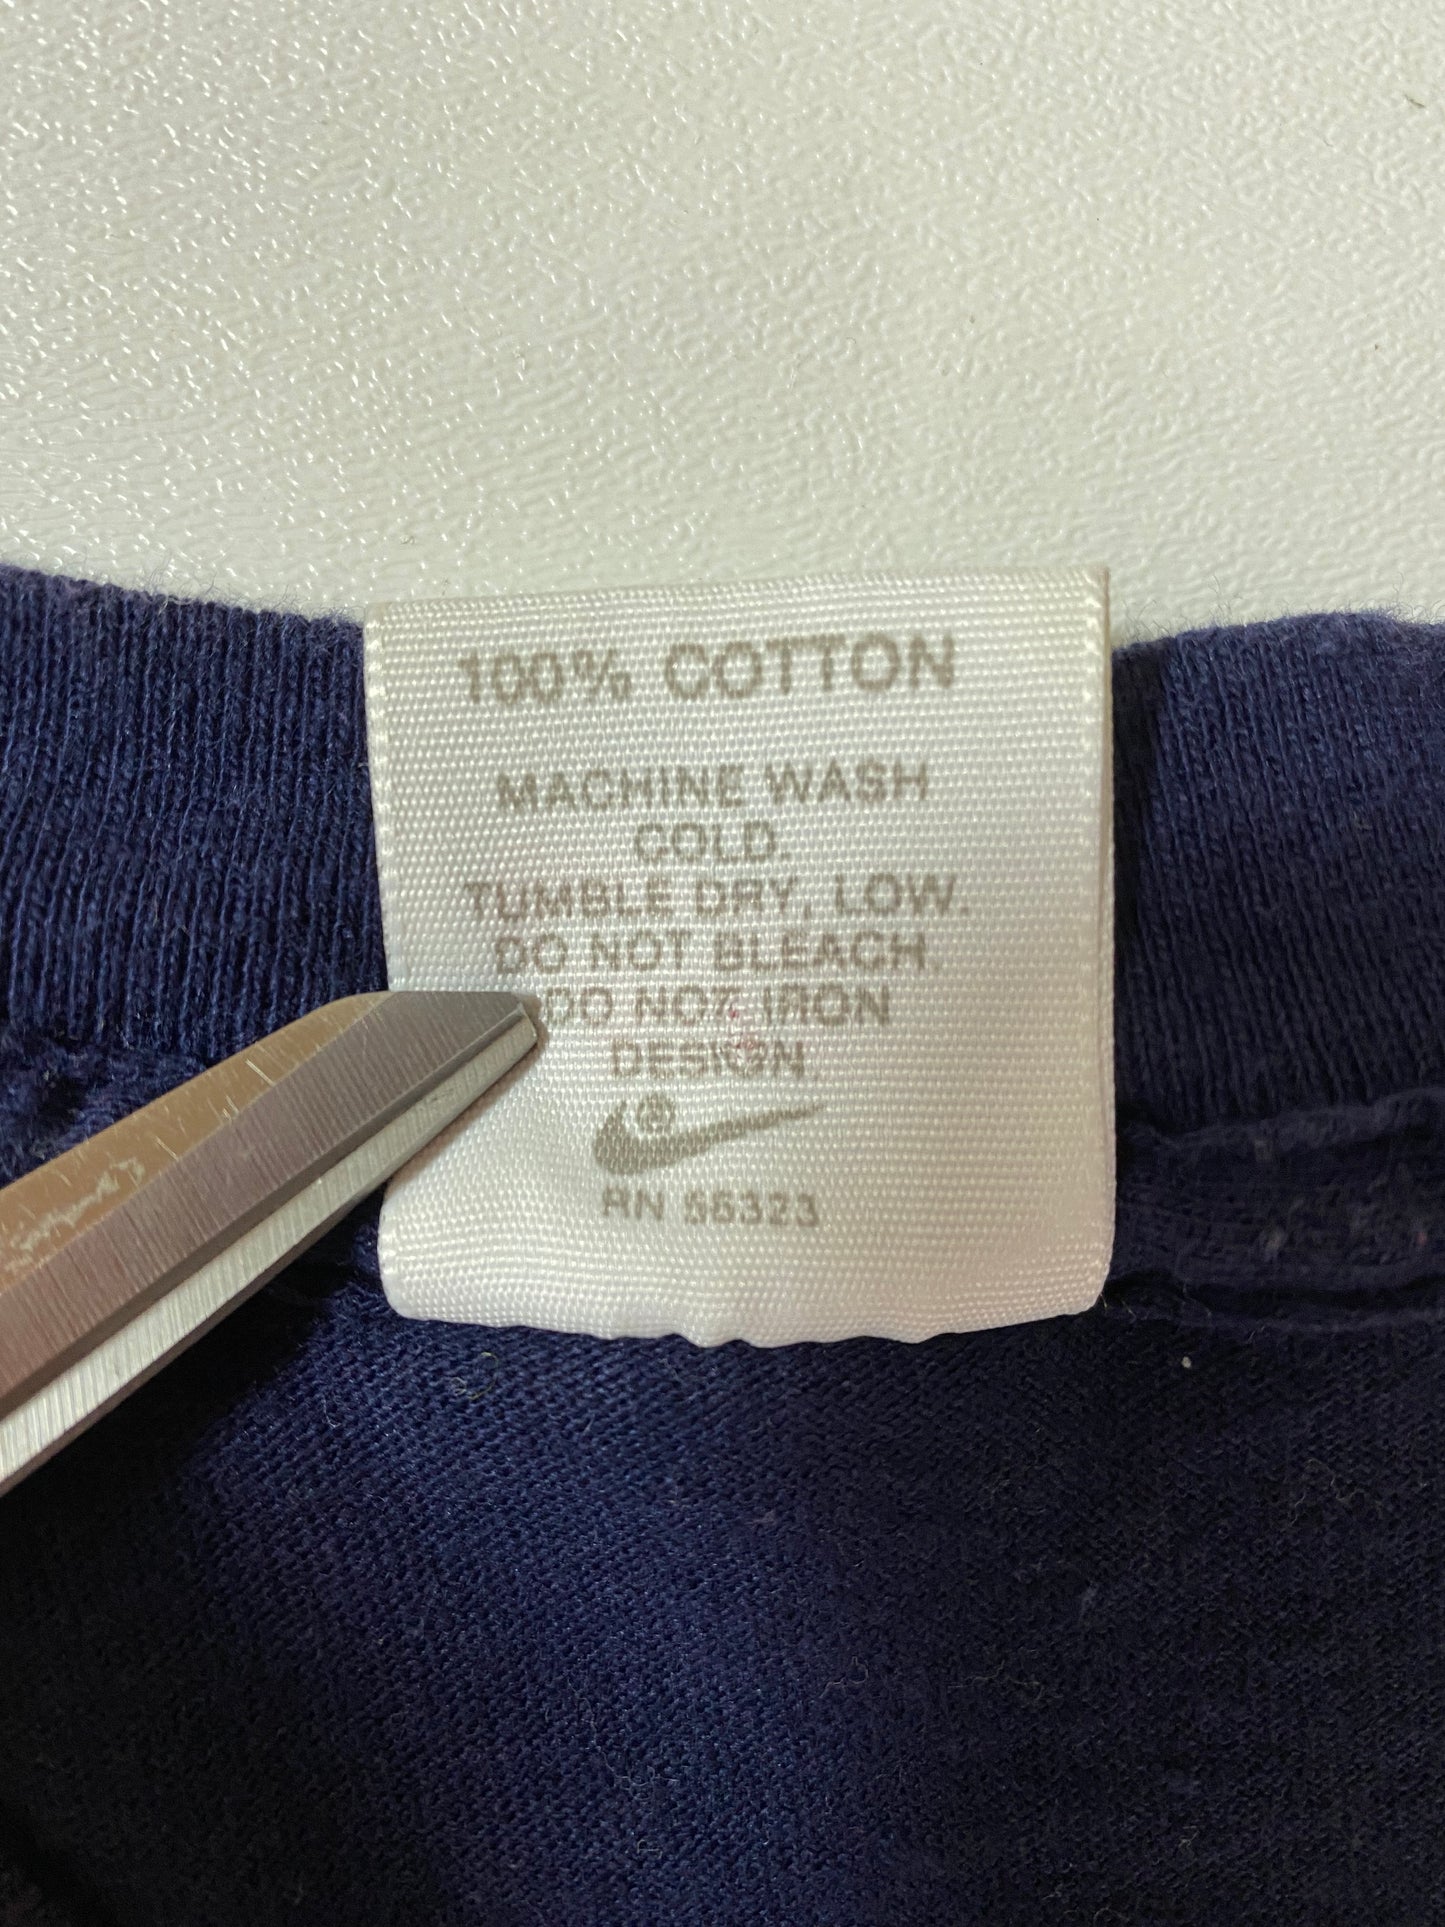 100% COTTON
MACHINE WASH
COLD.
TUMBLE DRY, LOW.
DO NOT BLEACH.
DO NOT IRON
DESIGN.
®
RN 56323